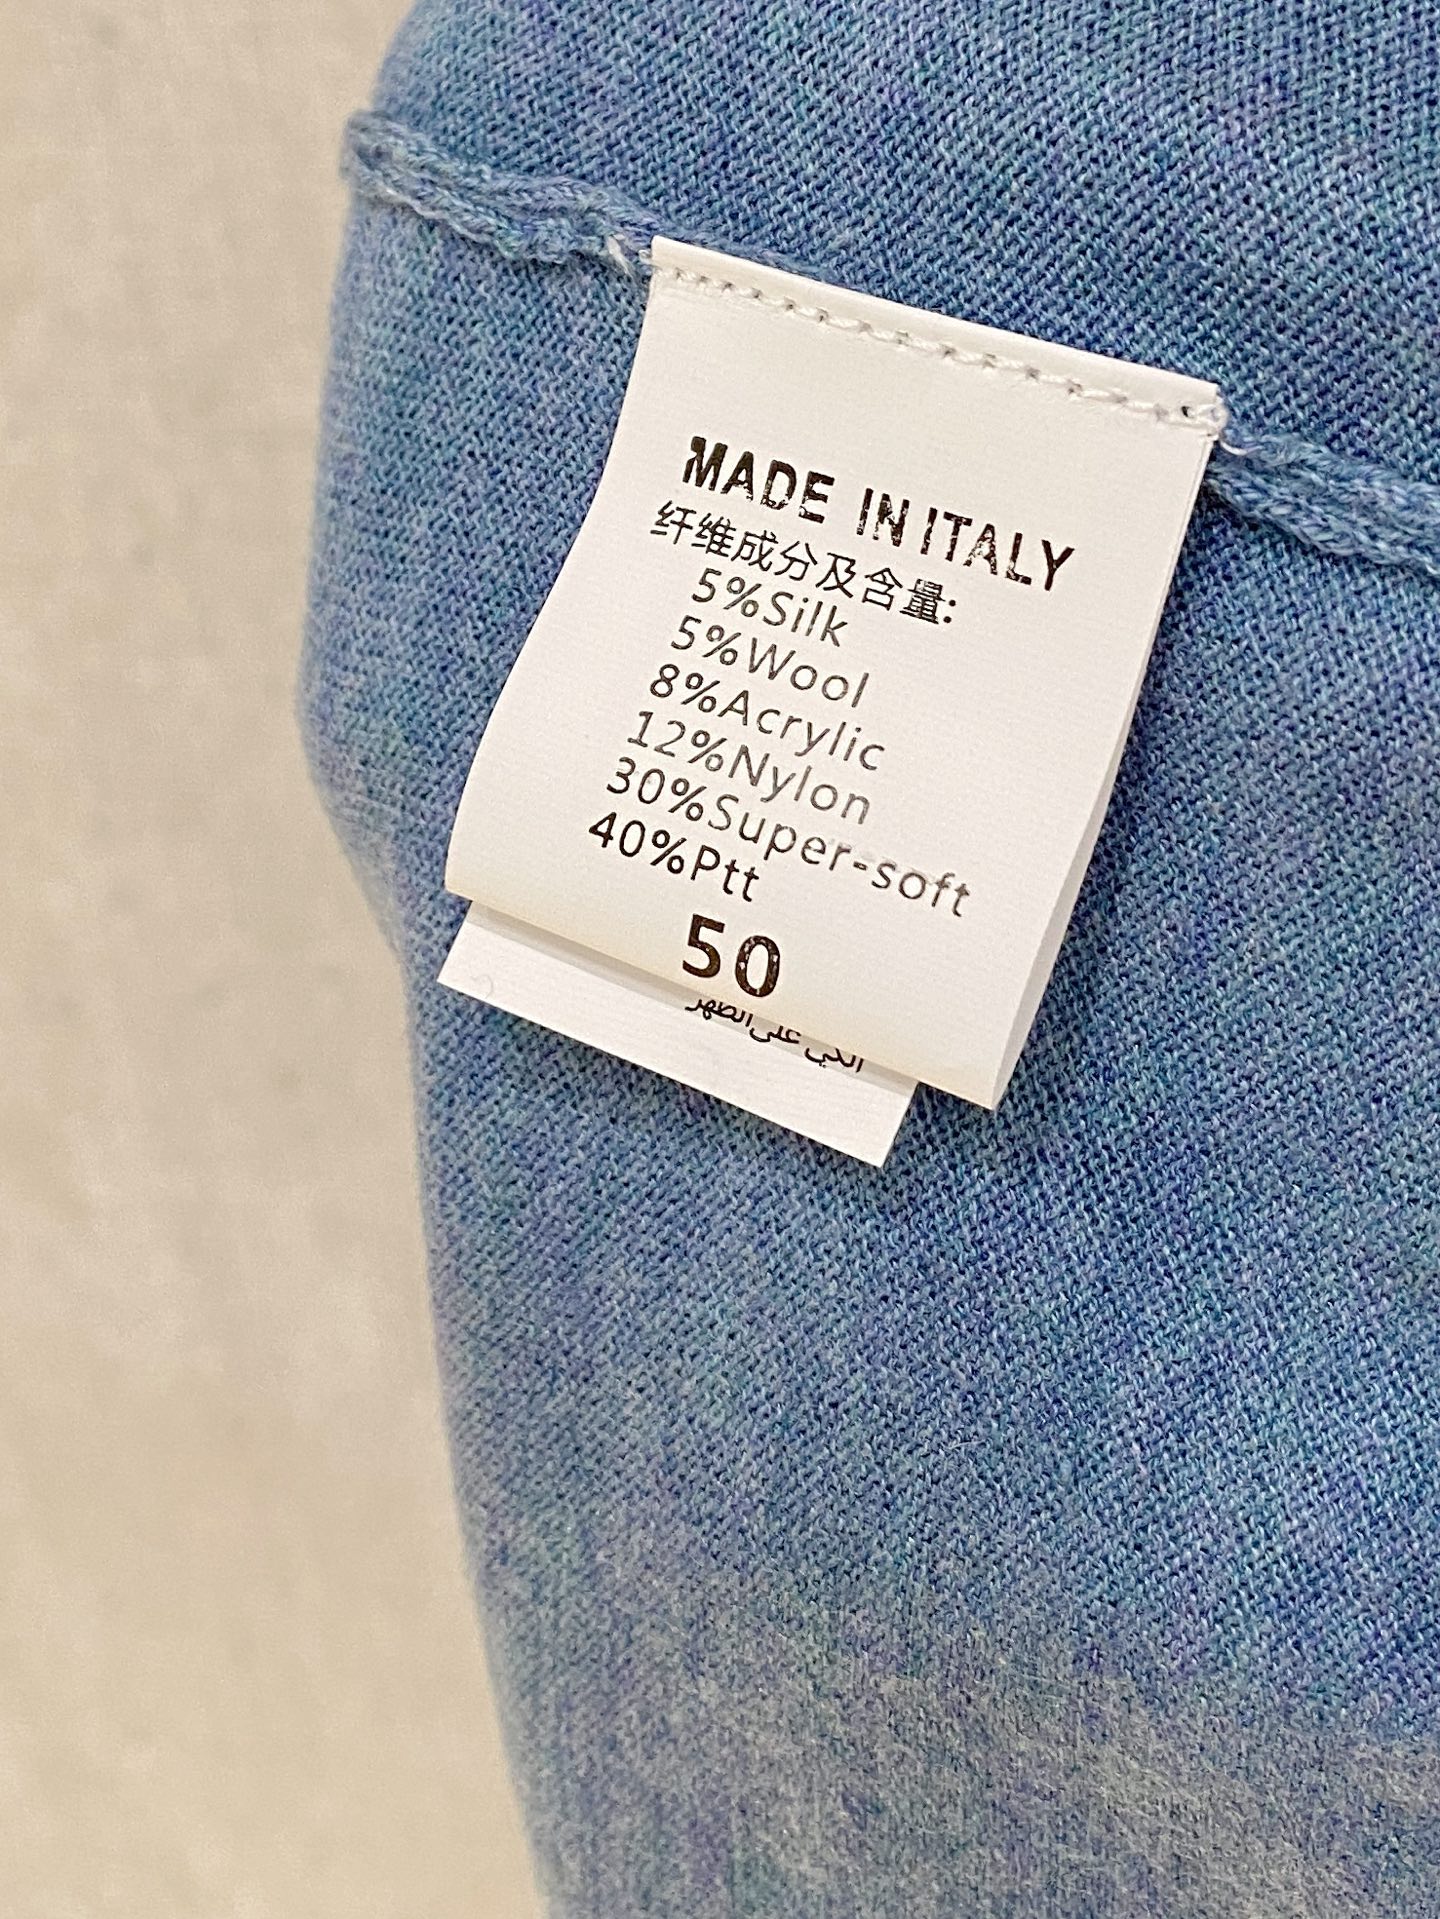 MADE IN ITALY
纤维成分及含量:
5%Silk
5%Wool
8%Acrylic
12%Nylon
30%Super-soft
40%Ptt
50
الكي على الظهر